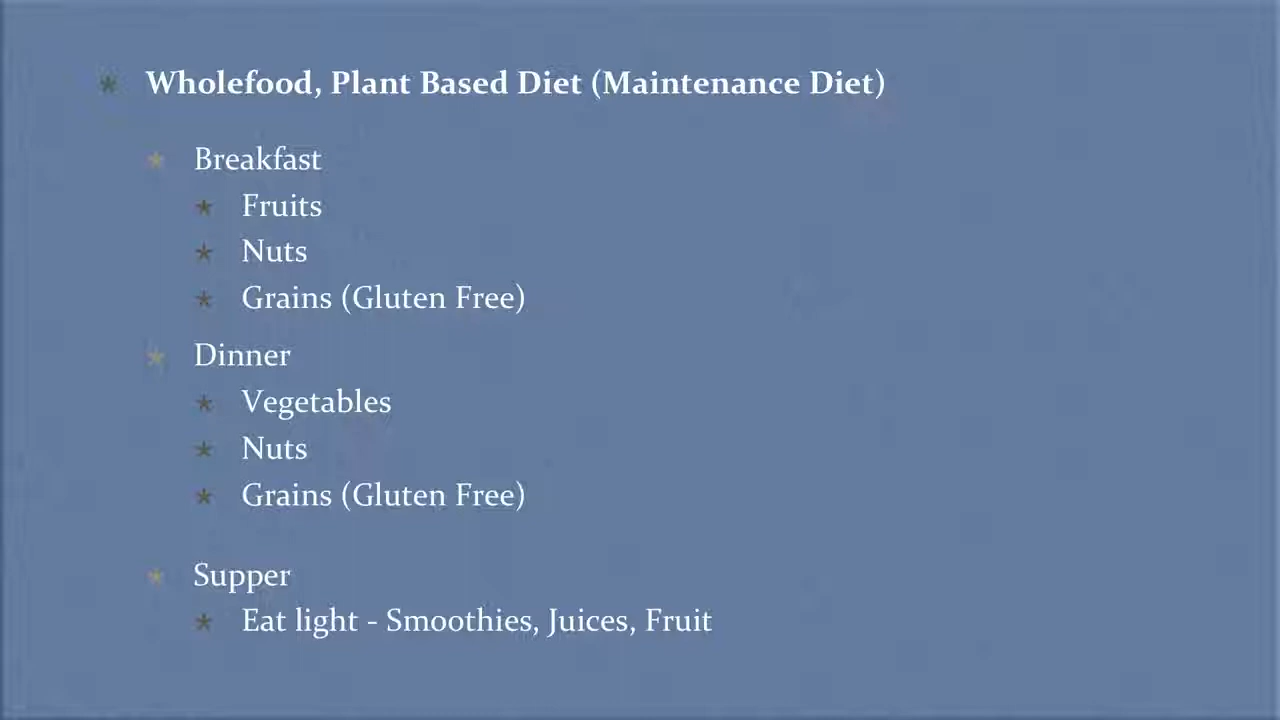 Wholefood, Plant Based Diet (Maintenance Diet)
Breakfast
Fruits
Nuts
Grains (Gluten Free)
Dinner
Vegetables
Nuts
Grains (Gluten Free)
Supper
Eat light - Smoothies, Juices, Fruit